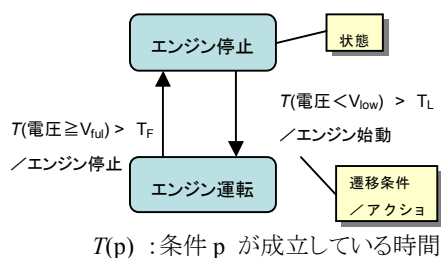 エンジン停止
状態
T(電圧≧Vful) > TF
／エンジン停止
T(電圧＜Vlow) > TL
／エンジン始動
エンジン運転
遷移条件
／アクショ
T(p) ：条件 p が成立している時間